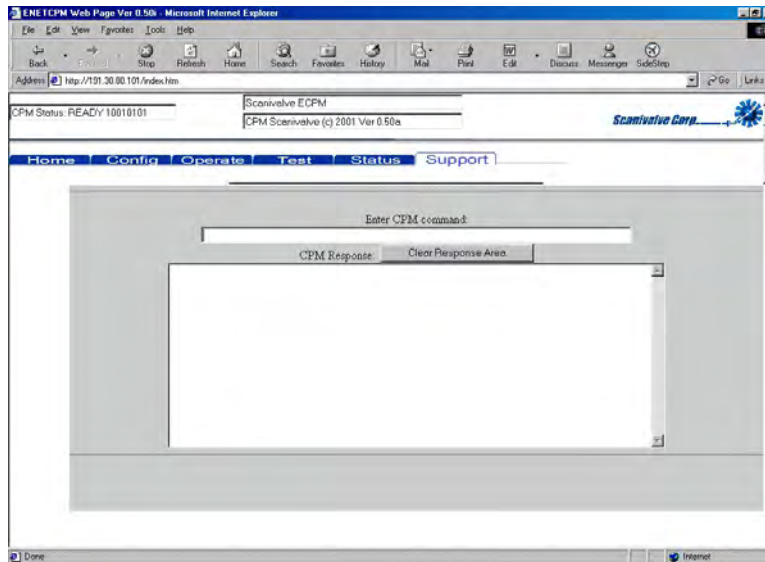 ENETCPM Web Page Ver 0.50i - Microsoft Internet Explorer
File Edit View Favorites Tools Help
Back Forward Stop Refresh Home Search Favorites History Mail Print Edit Discuss Messenger SideStep
Address http://191.30.80.101/index.htm Go Links
CPM Status: READY 10010101
Scanivalve ECPM
CPM Scanivalve (c) 2001 Ver 0.50a
Scanivalve Corp.
Home Config Operate Test Status Support
Enter CPM command:
CPM Response: Clear Response Area.
Done Internet